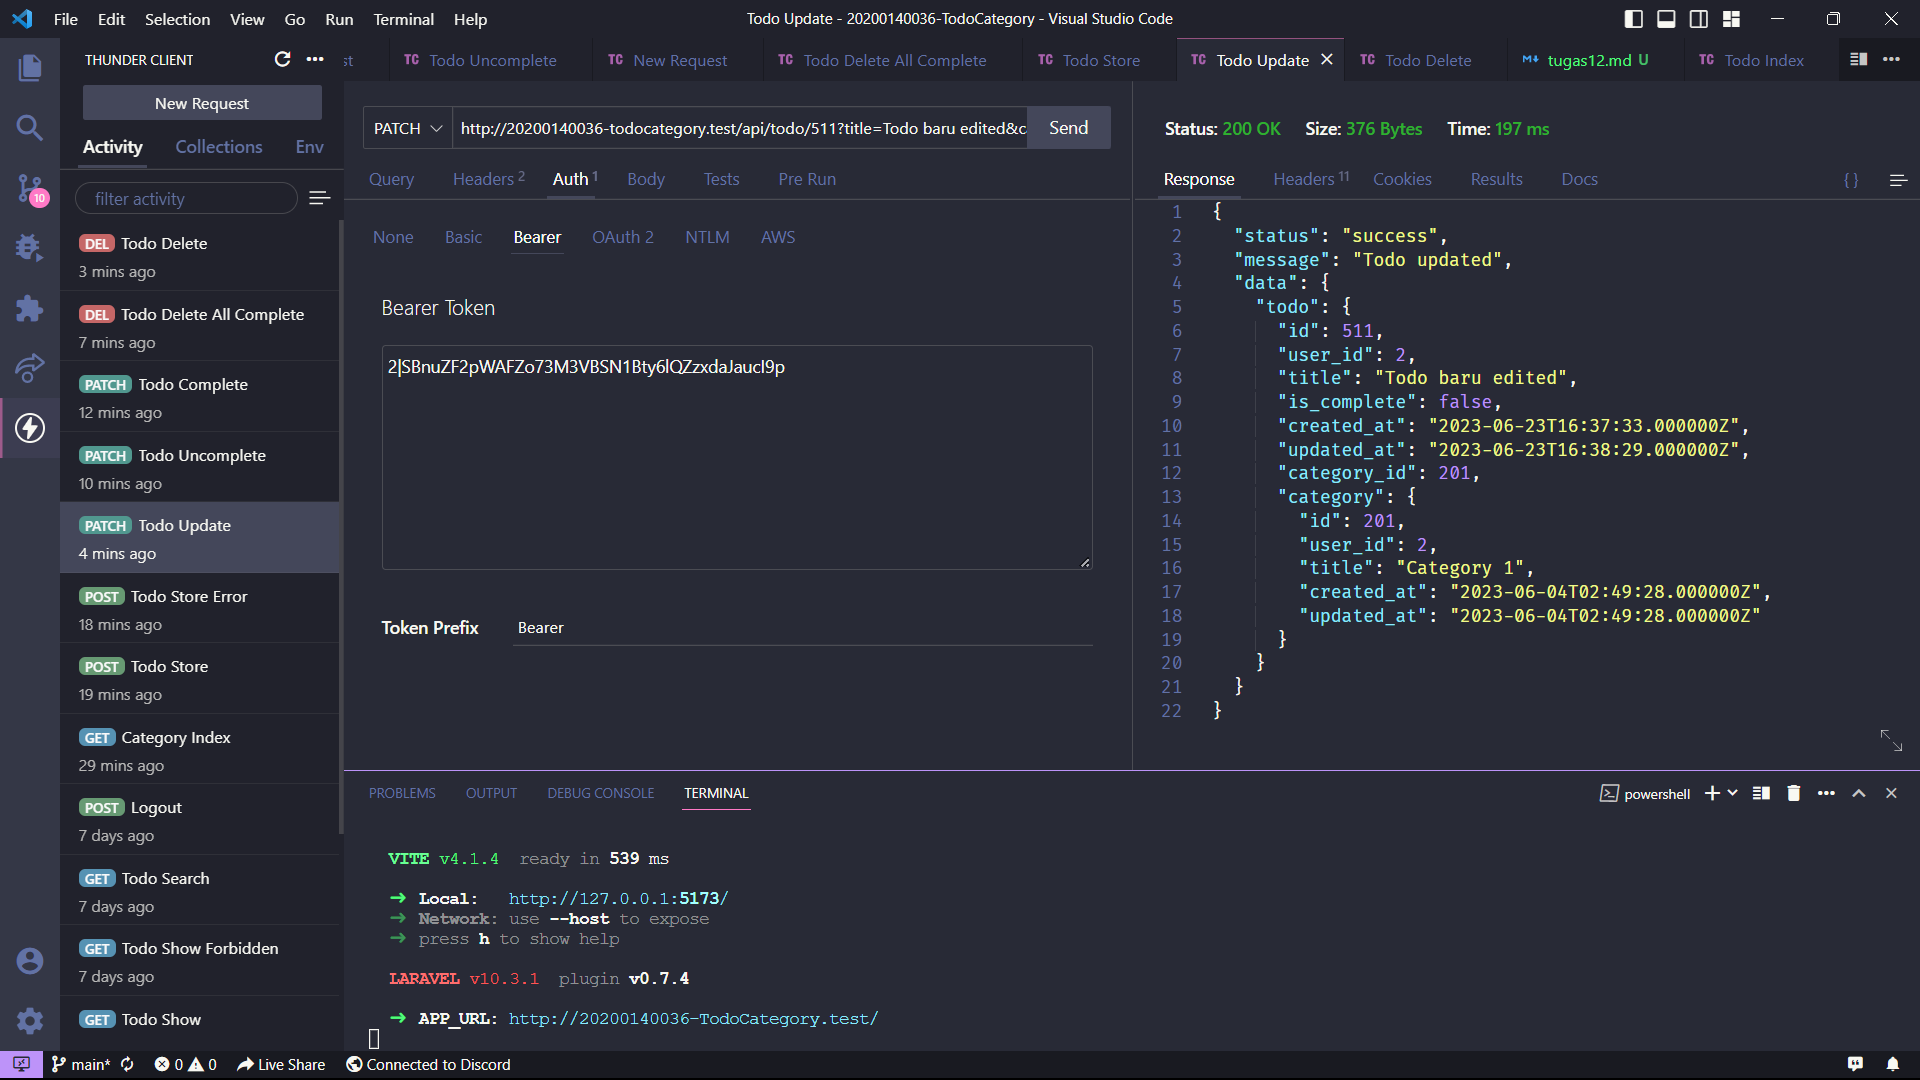 File Edit Selection View Go Run Terminal Help
Todo Update - 20200140036-TodoCategory - Visual Studio Code
THUNDER CLIENT
st
TC Todo Uncomplete
TC New Request
TC Todo Delete All Complete
TC Todo Store
TC Todo Update
TC Todo Delete
M↓ tugas12.md U
TC Todo Index
New Request
Activity Collections Env
filter activity
10
DEL Todo Delete
3 mins ago
DEL Todo Delete All Complete
7 mins ago
PATCH Todo Complete
12 mins ago
PATCH Todo Uncomplete
10 mins ago
PATCH Todo Update
4 mins ago
POST Todo Store Error
18 mins ago
POST Todo Store
19 mins ago
GET Category Index
29 mins ago
POST Logout
7 days ago
GET Todo Search
7 days ago
GET Todo Show Forbidden
7 days ago
GET Todo Show
PATCH http://20200140036-todocategory.test/api/todo/511?title=Todo baru edited&c Send
Query Headers 2 Auth 1 Body Tests Pre Run
None Basic Bearer OAuth 2 NTLM AWS
Bearer Token
2|SBnuZF2pWAFZo73M3VBSN1Bty6lQZzxdaJaucI9p
Token Prefix Bearer
Status: 200 OK Size: 376 Bytes Time: 197 ms
Response Headers 11 Cookies Results Docs { }
1 {
2 "status": "success",
3 "message": "Todo updated",
4 "data": {
5 "todo": {
6 "id": 511,
7 "user_id": 2,
8 "title": "Todo baru edited",
9 "is_complete": false,
10 "created_at": "2023-06-23T16:37:33.000000Z",
11 "updated_at": "2023-06-23T16:38:29.000000Z",
12 "category_id": 201,
13 "category": {
14 "id": 201,
15 "user_id": 2,
16 "title": "Category 1",
17 "created_at": "2023-06-04T02:49:28.000000Z",
18 "updated_at": "2023-06-04T02:49:28.000000Z"
19 }
20 }
21 }
22 }
PROBLEMS OUTPUT DEBUG CONSOLE TERMINAL
powershell
VITE v4.1.4 ready in 539 ms
➜ Local: http://127.0.0.1:5173/
➜ Network: use --host to expose
➜ press h to show help
LARAVEL v10.3.1 plugin v0.7.4
➜ APP_URL: http://20200140036-TodoCategory.test/
main* 0 0 Live Share Connected to Discord